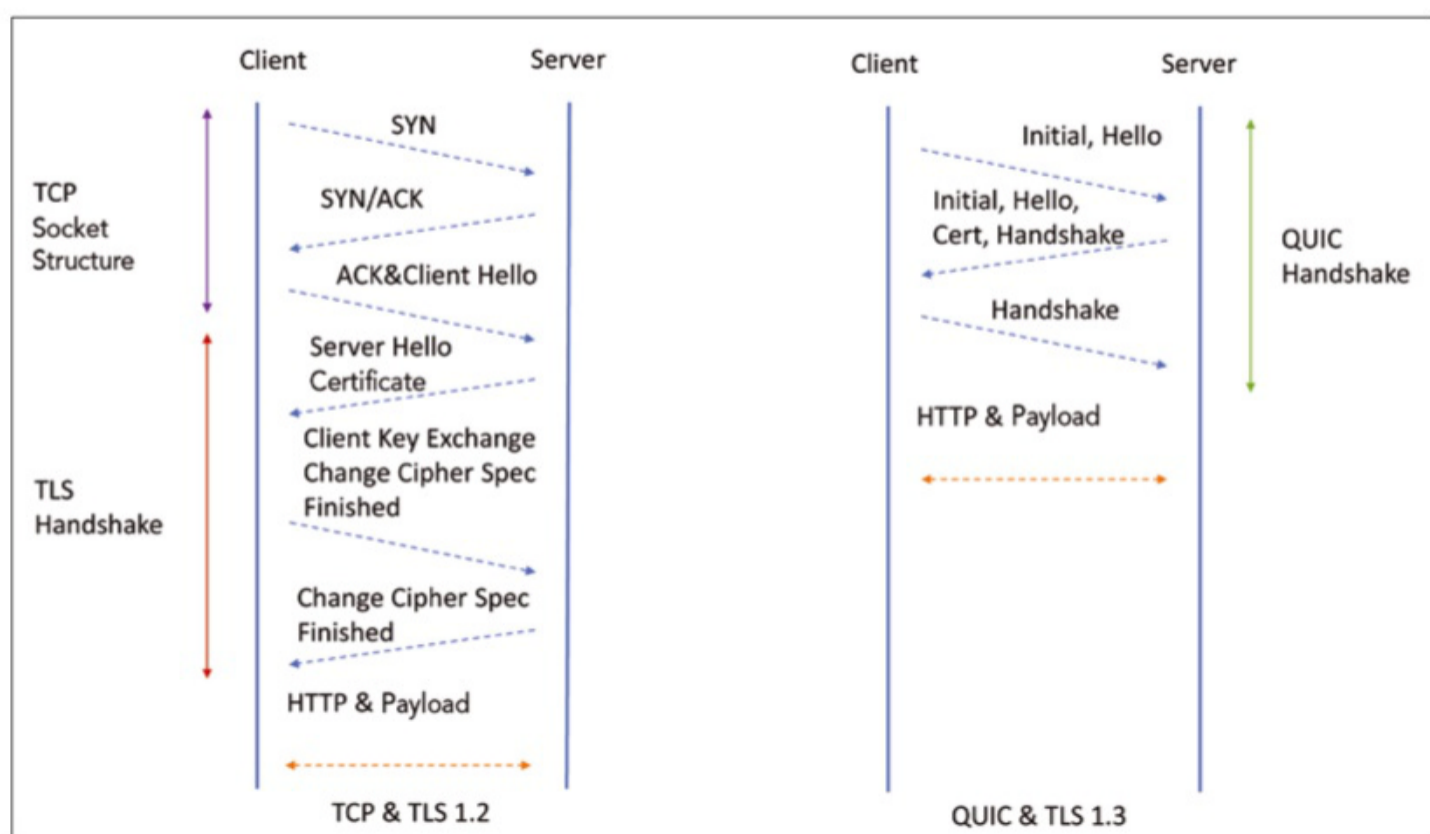 Client
Server
SYN
TCP
Socket
Structure
SYN/ACK
ACK&Client Hello
Server Hello
Certificate
Client Key Exchange
Change Cipher Spec
Finished
TLS
Handshake
Change Cipher Spec
Finished
HTTP & Payload
TCP & TLS 1.2
Client
Server
Initial, Hello
Initial, Hello,
Cert, Handshake
QUIC
Handshake
Handshake
HTTP & Payload
QUIC & TLS 1.3